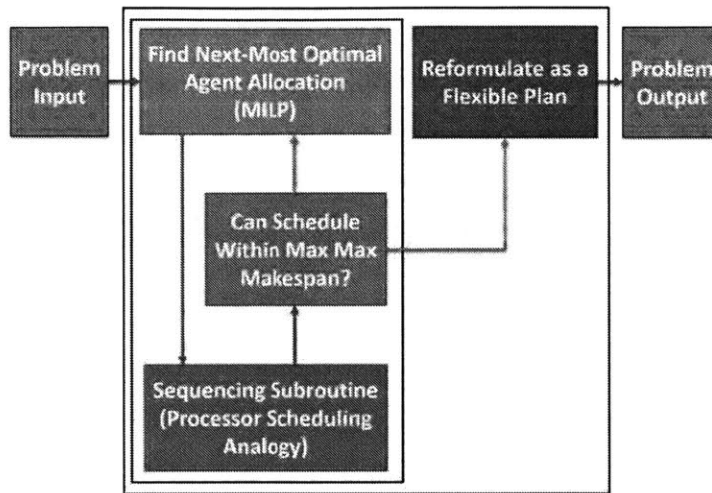 Problem
Input
Find Next-Most Optimal
Agent Allocation
(MILP)
Reformulate as a
Flexible Plan
Problem
Output
Can Schedule
Within Max Max
Makespan?
Sequencing Subroutine
(Processor Scheduling
Analogy)